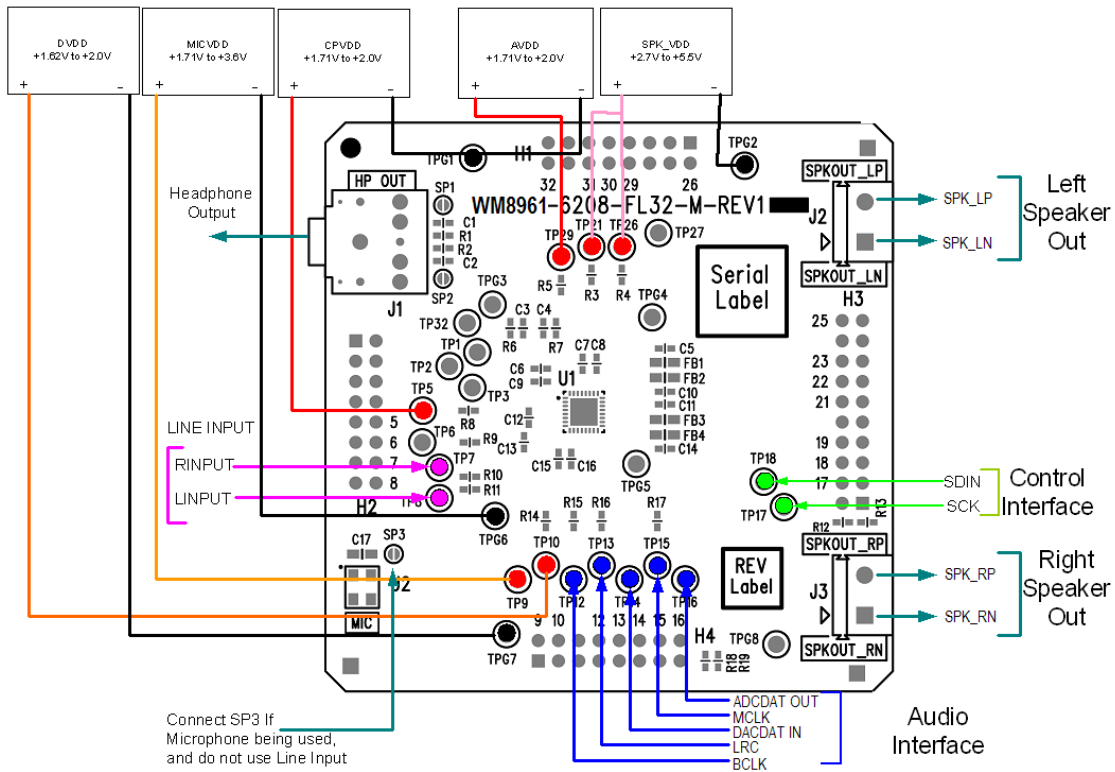 DVDD
+1.62V to +2.0V
+ −
MICVDD
+1.71V to +3.6V
+ −
CPVDD
+1.71V to +2.0V
+ −
AVDD
+1.71V to +2.0V
+ −
SPK_VDD
+2.7V to +5.5V
+ −
TPG1
H1
TPG2
32
31
30
29
26
WM8961-6208-FL32-M-REV1
HP OUT
SP1
C1
R1
R2
C2
SP2
J1
Headphone
Output
TP29
TP21
TP26
TP27
R5
R3
R4
SPKOUT_LP
J2
SPKOUT_LN
SPK_LP
SPK_LN
Left
Speaker
Out
Serial
Label
H3
25
23
22
21
19
18
17
TPG3
TP32
TP1
TP2
TP3
TP5
TP6
TP7
C3
C4
R6
R7
TPG4
C7
C8
C5
FB1
FB2
C10
C11
FB3
FB4
C14
C6
C9
U1
R8
R9
C12
C13
C15
C16
R10
R11
5
6
7
8
H2
LINE INPUT
RINPUT
LINPUT
TPG5
TPG6
TP18
TP17
SDIN
SCK
Control
Interface
R12
R13
C17
SP3
MIC
R14
R15
R16
R17
TP10
TP13
TP15
TP9
TP12
TP14
TP16
9
10
12
13
14
15
16
TPG7
H4
R18
R19
TPG8
REV
Label
SPKOUT_RP
J3
SPKOUT_RN
SPK_RP
SPK_RN
Right
Speaker
Out
Connect SP3 If
Microphone being used,
and do not use Line Input
ADCDAT OUT
MCLK
DACDAT IN
LRC
BCLK
Audio
Interface